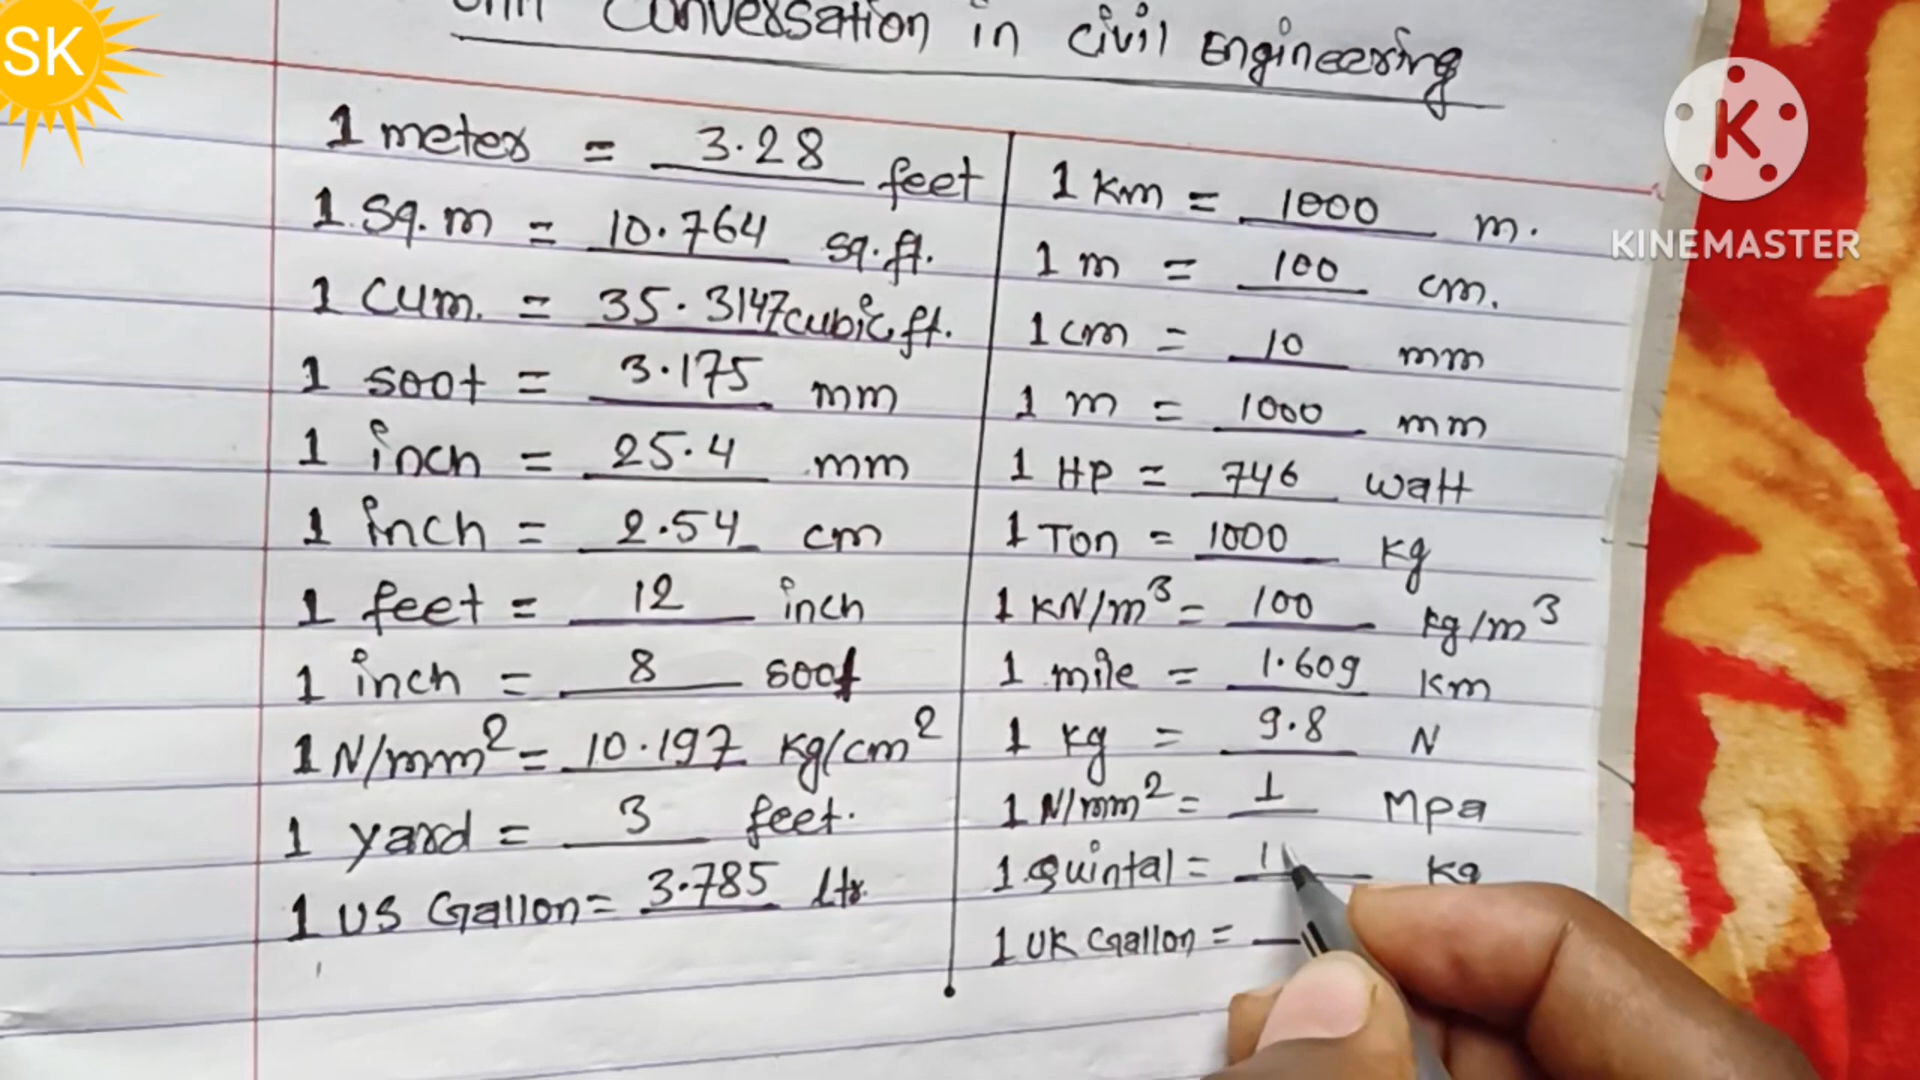 SK
Conversation in Civil Engineering
1 meter = 3.28 feet
1 Sq.m = 10.764 sq.ft.
1 Cum. = 35.3147 cubic ft.
1 soot = 3.175 mm
1 inch = 25.4 mm
1 inch = 2.54 cm
1 feet = 12 inch
1 inch = 8 soot
1 N/mm² = 10.197 kg/cm²
1 yard = 3 feet.
1 US Gallon = 3.785 ltr.
1 Km = 1000 m.
1 m = 100 cm.
1 cm = 10 mm
1 m = 1000 mm
1 HP = 746 watt
1 Ton = 1000 kg
1 KN/m³ = 100 kg/m³
1 mile = 1.609 Km
1 kg = 9.8 N
1 N/mm² = 1 Mpa
1 quintal = 1 kg
1 UK Gallon =
K
KINEMASTER